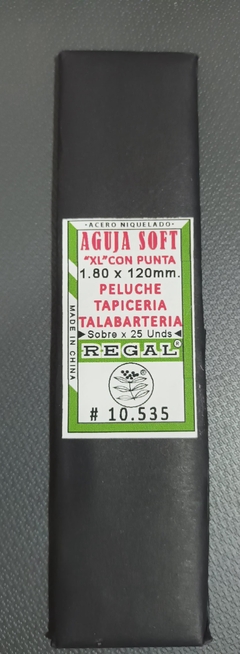 •ACERO NIQUELADO•
AGUJA SOFT
"XL" CON PUNTA
1.80 x 120mm.
PELUCHE
TAPICERIA
TALABARTERIA
▶Sobre x 25 Unds◀
REGAL®
®
# 10.535
MADE IN CHINA